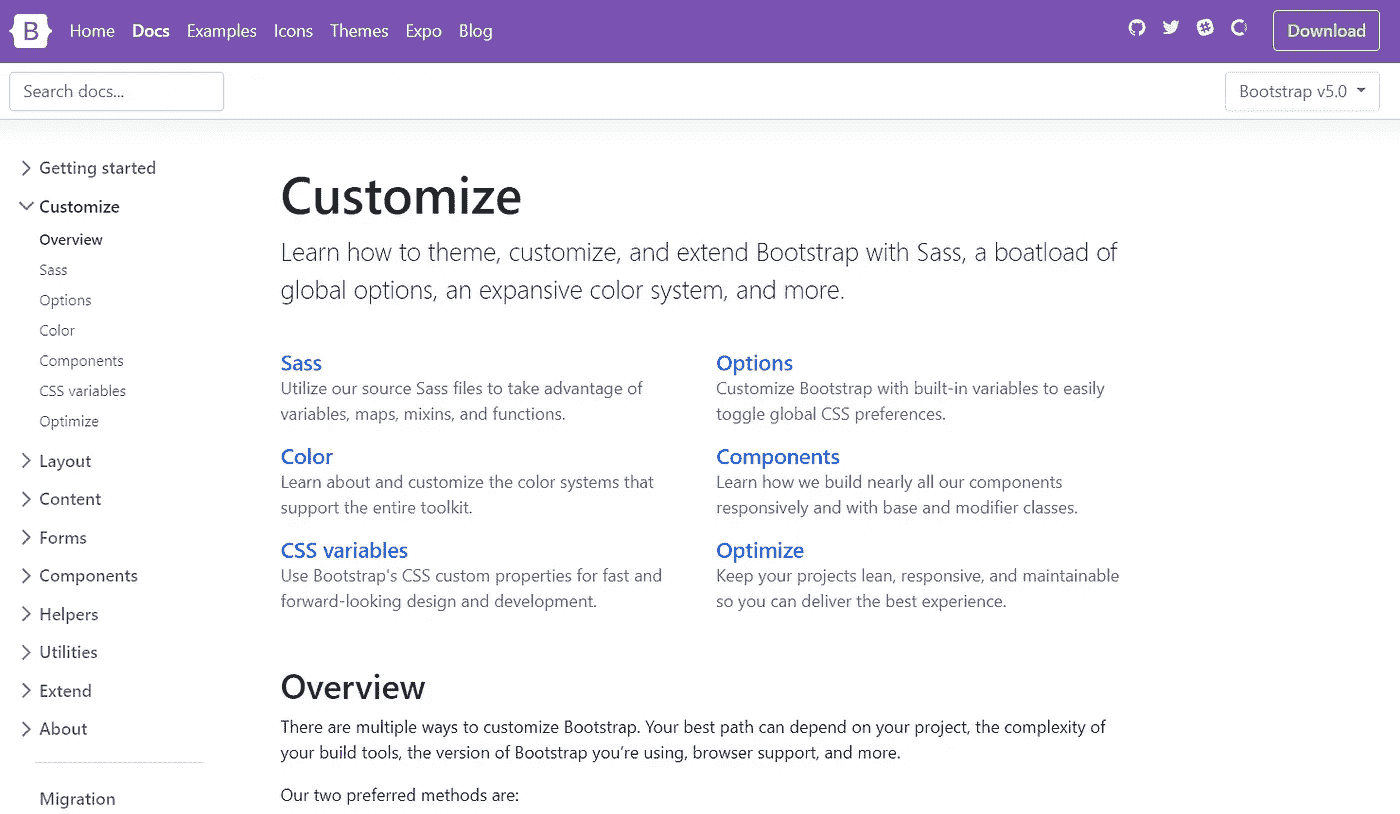 B Home Docs Examples Icons Themes Expo Blog Download
Search docs... Bootstrap v5.0
Getting started
Customize
Overview
Sass
Options
Color
Components
CSS variables
Optimize
Layout
Content
Forms
Components
Helpers
Utilities
Extend
About
Migration
Customize
Learn how to theme, customize, and extend Bootstrap with Sass, a boatload of
global options, an expansive color system, and more.
Sass
Utilize our source Sass files to take advantage of
variables, maps, mixins, and functions.
Options
Customize Bootstrap with built-in variables to easily
toggle global CSS preferences.
Color
Learn about and customize the color systems that
support the entire toolkit.
Components
Learn how we build nearly all our components
responsively and with base and modifier classes.
CSS variables
Use Bootstrap's CSS custom properties for fast and
forward-looking design and development.
Optimize
Keep your projects lean, responsive, and maintainable
so you can deliver the best experience.
Overview
There are multiple ways to customize Bootstrap. Your best path can depend on your project, the complexity of
your build tools, the version of Bootstrap you’re using, browser support, and more.
Our two preferred methods are: